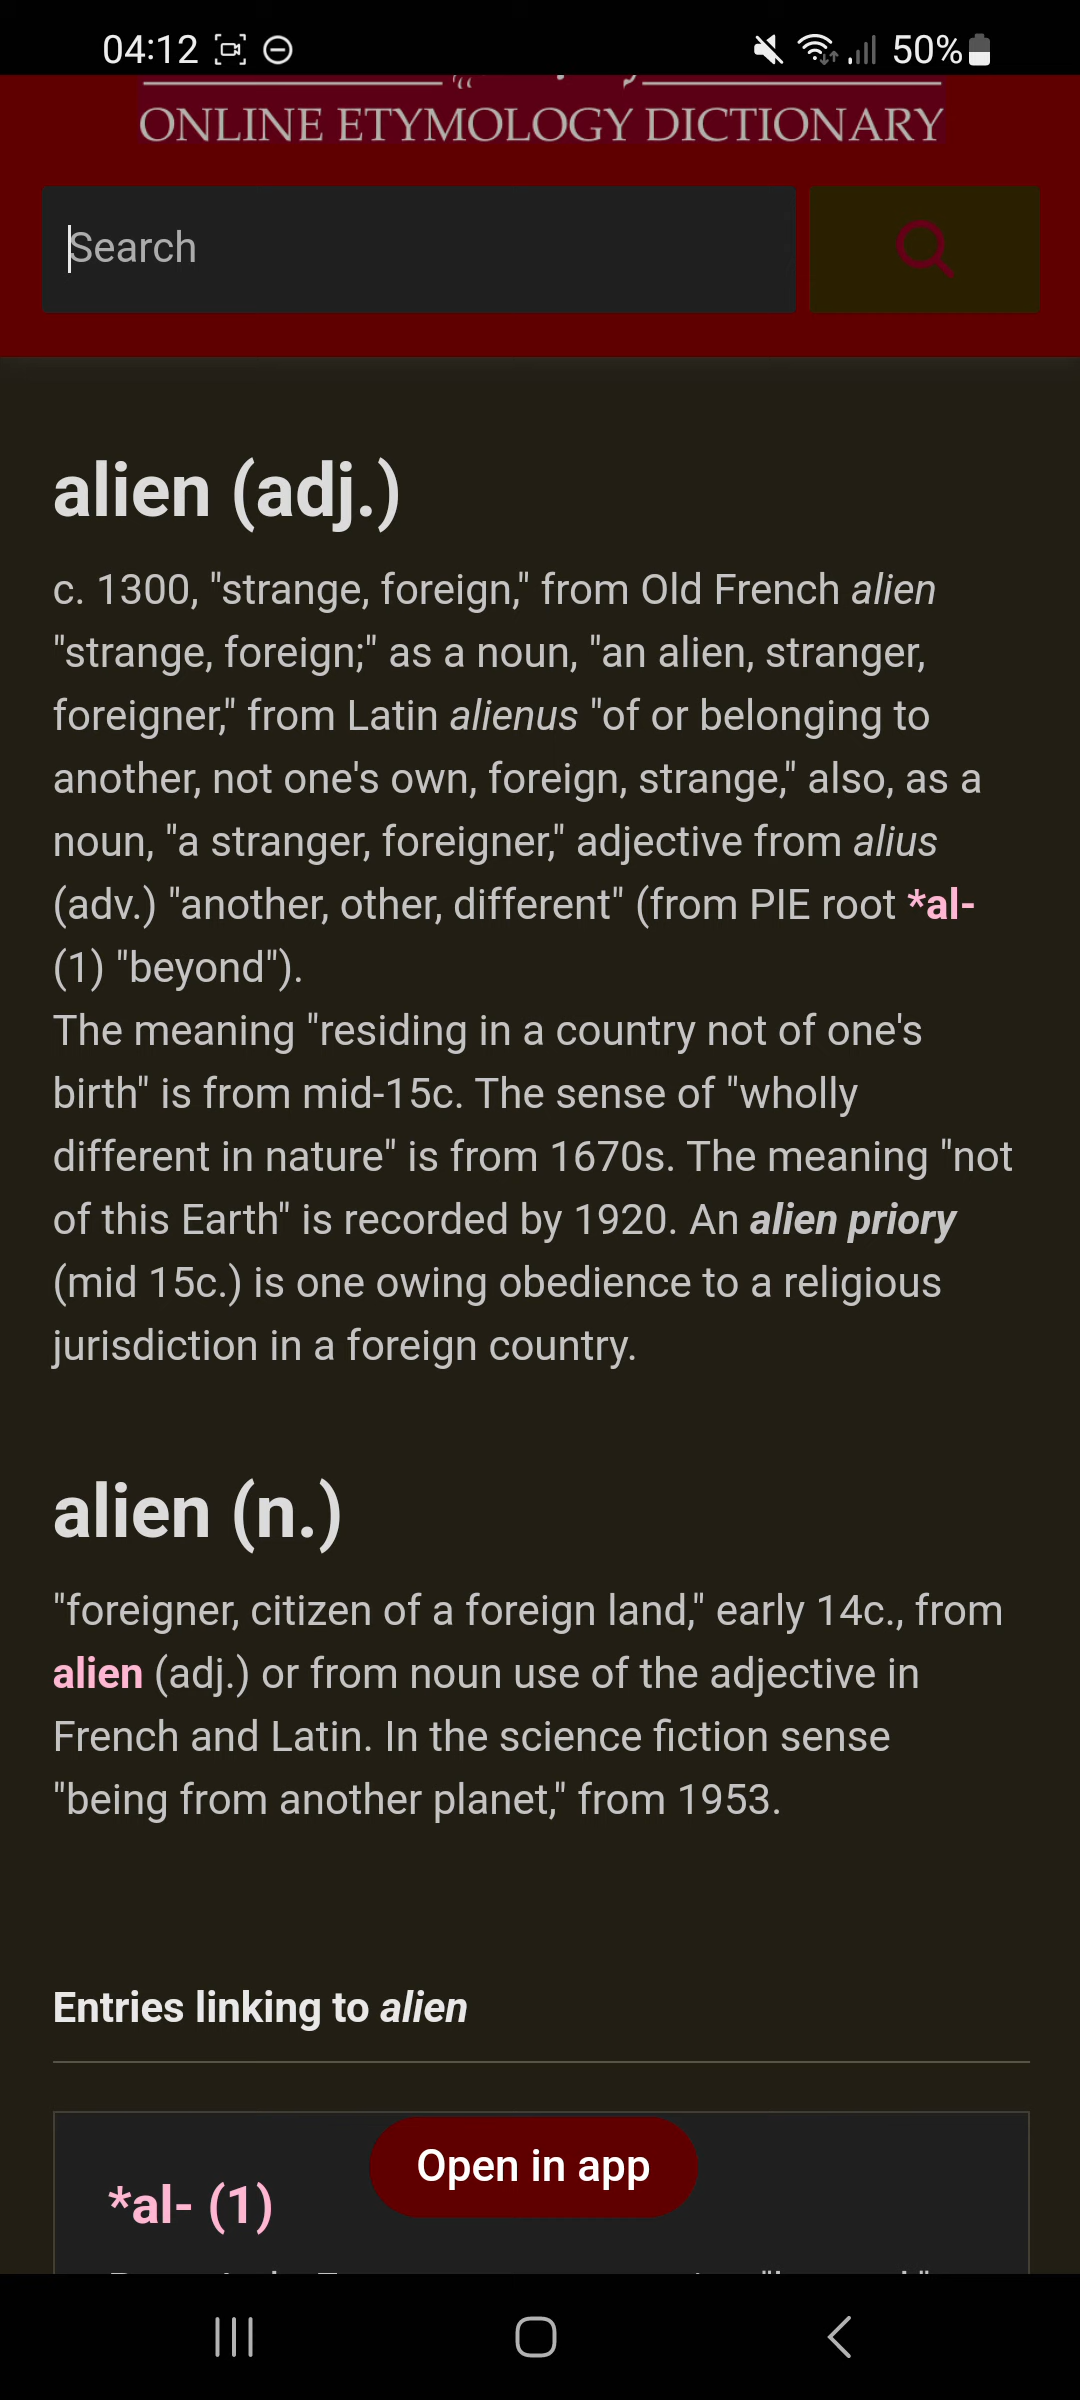 04:12
50%
ONLINE ETYMOLOGY DICTIONARY
Search
alien (adj.)
c. 1300, "strange, foreign," from Old French alien
"strange, foreign;" as a noun, "an alien, stranger,
foreigner," from Latin alienus "of or belonging to
another, not one's own, foreign, strange," also, as a
noun, "a stranger, foreigner," adjective from alius
(adv.) "another, other, different" (from PIE root *al-
(1) "beyond").
The meaning "residing in a country not of one's
birth" is from mid-15c. The sense of "wholly
different in nature" is from 1670s. The meaning "not
of this Earth" is recorded by 1920. An alien priory
(mid 15c.) is one owing obedience to a religious
jurisdiction in a foreign country.
alien (n.)
"foreigner, citizen of a foreign land," early 14c., from
alien (adj.) or from noun use of the adjective in
French and Latin. In the science fiction sense
"being from another planet," from 1953.
Entries linking to alien
Open in app
*al- (1)